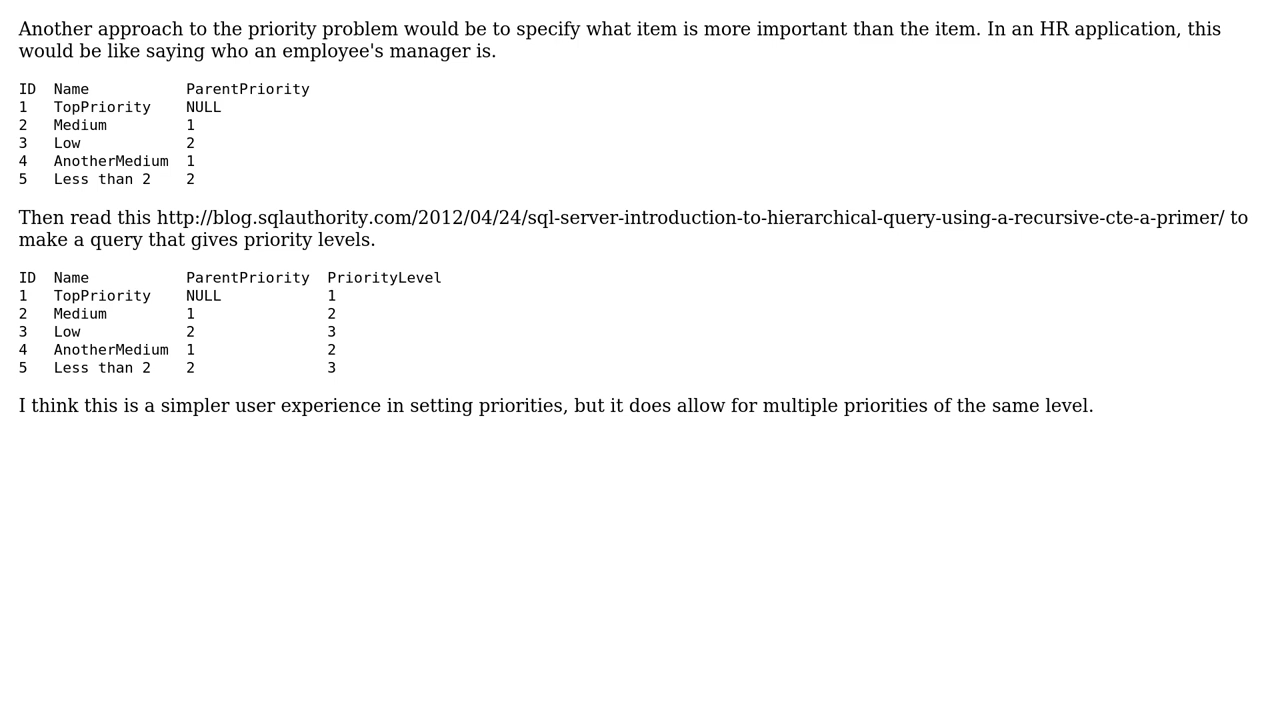 Another approach to the priority problem would be to specify what item is more important than the item. In an HR application, this
would be like saying who an employee's manager is.
ID  Name           ParentPriority
1   TopPriority    NULL
2   Medium         1
3   Low            2
4   AnotherMedium  1
5   Less than 2    2
Then read this http://blog.sqlauthority.com/2012/04/24/sql-server-introduction-to-hierarchical-query-using-a-recursive-cte-a-primer/ to
make a query that gives priority levels.
ID  Name           ParentPriority  PriorityLevel
1   TopPriority    NULL            1
2   Medium         1               2
3   Low            2               3
4   AnotherMedium  1               2
5   Less than 2    2               3
I think this is a simpler user experience in setting priorities, but it does allow for multiple priorities of the same level.